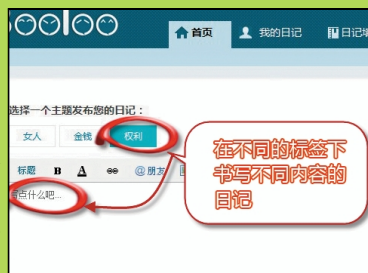 ooloo
首页 我的日记 日记
选择一个主题发布您的日记：
女人 金钱 权利
标题 B A @朋友
点什么吧...
在不同的标签下
书写不同内容的
日记